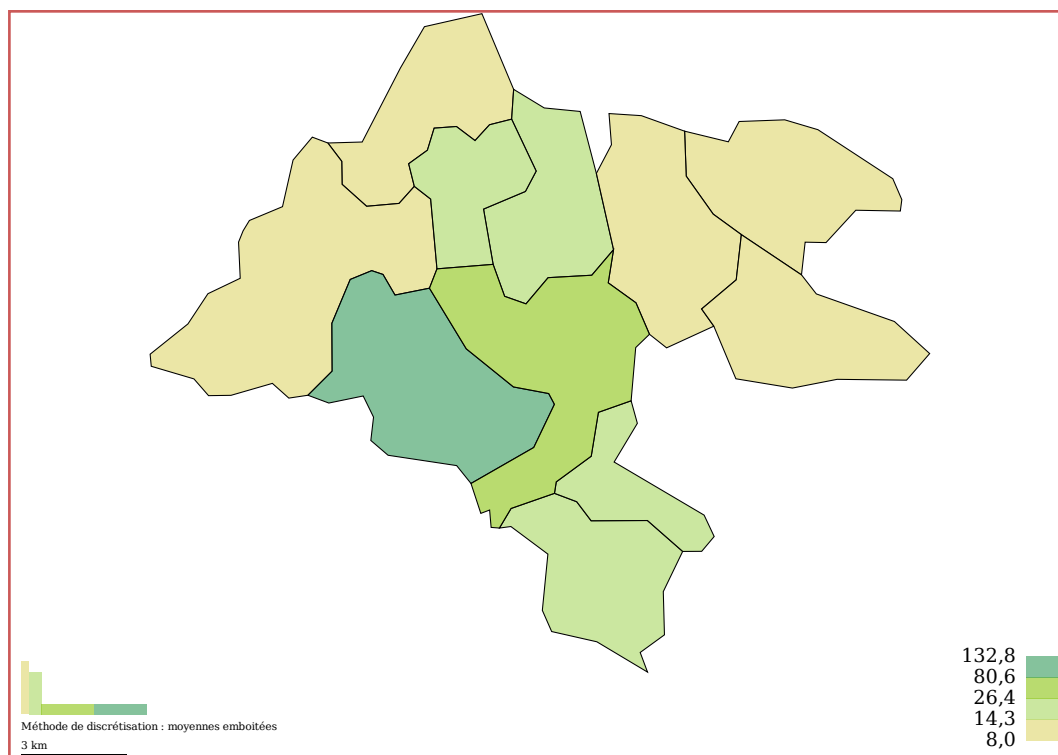 132,8
80,6
26,4
14,3
8,0
Méthode de discrétisation : moyennes emboitées
3 km